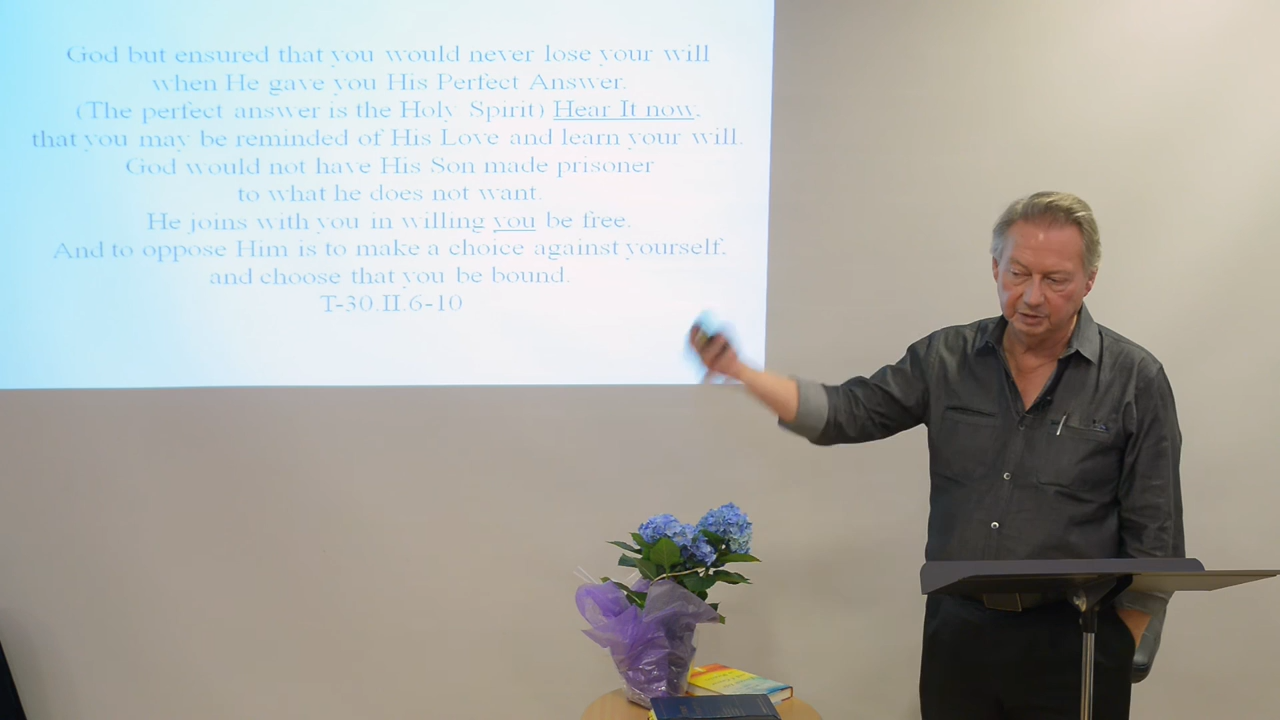 God but ensured that you would never lose your will
when He gave you His Perfect Answer.
(The perfect answer is the Holy Spirit) Hear It now,
that you may be reminded of His Love and learn your will.
God would not have His Son made prisoner
to what he does not want.
He joins with you in willing you be free.
And to oppose Him is to make a choice against yourself,
and choose that you be bound.
T-30.II.6-10